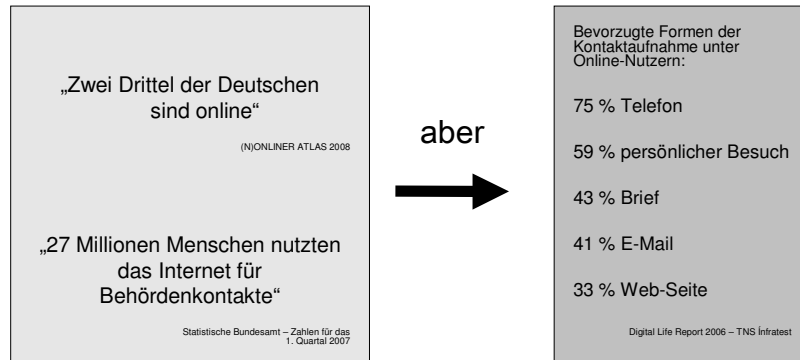 „Zwei Drittel der Deutschen
sind online“
(N)ONLINER ATLAS 2008
„27 Millionen Menschen nutzten
das Internet für
Behördenkontakte“
Statistische Bundesamt – Zahlen für das
1. Quartal 2007
aber
Bevorzugte Formen der
Kontaktaufnahme unter
Online-Nutzern:
75 % Telefon
59 % persönlicher Besuch
43 % Brief
41 % E-Mail
33 % Web-Seite
Digital Life Report 2006 – TNS Infratest